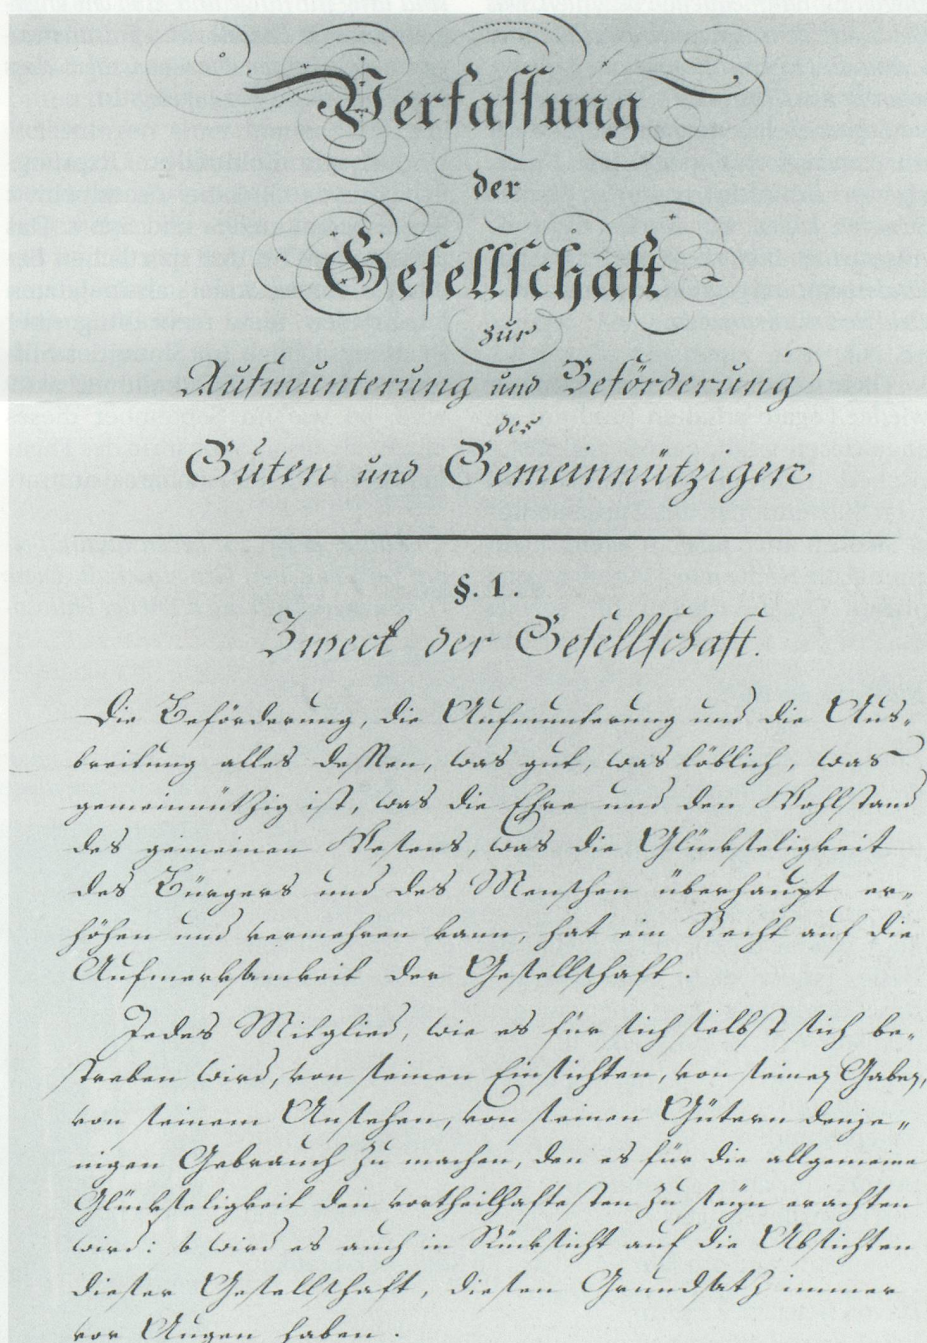 Verfassung
der
Gesellschaft
zur
Aufmunterung und Beförderung
des
Guten und Gemeinnützigen
§. 1.
Zweck der Gesellschaft.
Die Beförderung, die Aufmunterung und die Aus„
breitung alles dessen, was gut, was löblich, was
gemeinnützig ist, was die Ehre und den Wohlstand
des gemeinen Wesens, was die Glückseligkeit
des Bürgers und des Menschen überhaupt er„
höhen und vermehren kann, hat ein Recht auf die
Aufmerksamkeit der Gesellschaft.
Jedes Mitglied, wie es für sich selbst sich be„
streben wird, von seinen Einsichten, von seinen Gaben,
von seinem Ansehen, von seinen Gütern denje„
nigen Gebrauch zu machen, den es für die allgemeine
Glückseligkeit den vortheilhaftesten zu seyn erachten
wird: wird es auch in Rücksicht auf die Absichten
dieser Gesellschaft, diesen Grundsatz immer
vor Augen haben.